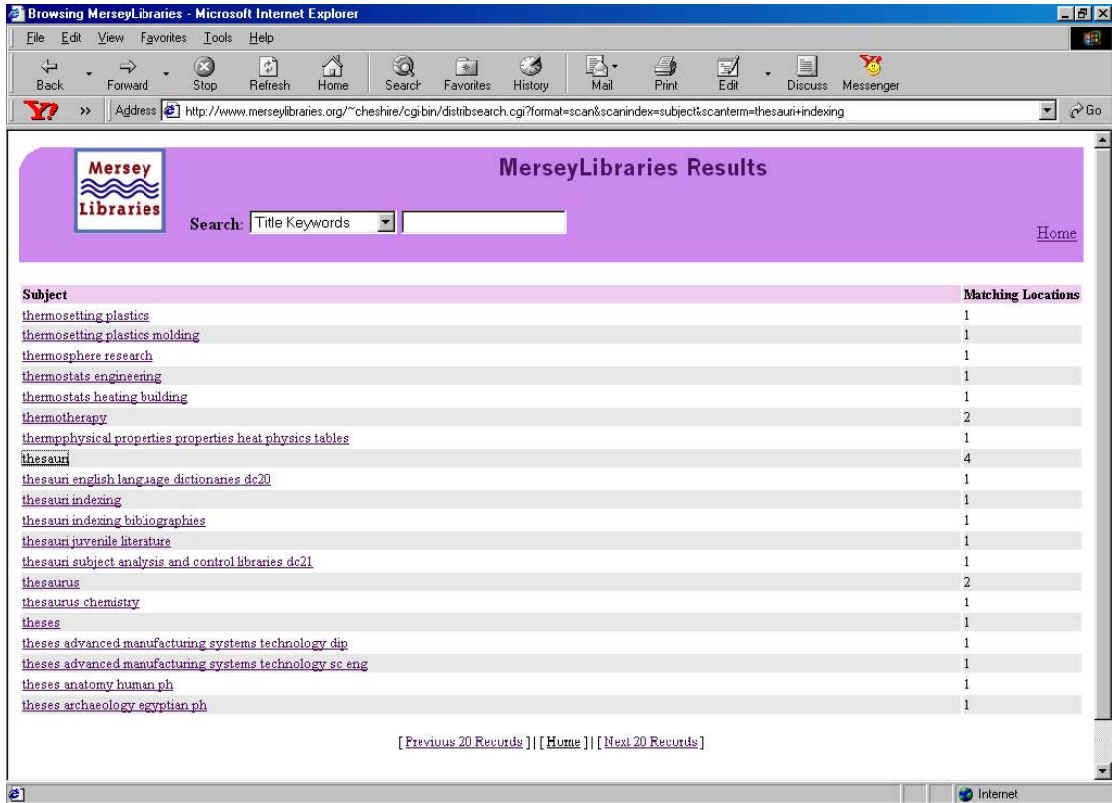 Browsing MerseyLibraries - Microsoft Internet Explorer
File Edit View Favorites Tools Help
Back Forward Stop Refresh Home Search Favorites History Mail Print Edit Discuss Messenger
Y? » Address http://www.merseylibraries.org/~cheshire/cgi-bin/distribsearch.cgi?format=scan&scanindex=subject&scanterm=thesauri+indexing Go
Mersey
Libraries
MerseyLibraries Results
Search: Title Keywords
Home
Subject Matching Locations
thermosetting plastics 1
thermosetting plastics molding 1
thermosphere research 1
thermostats engineering 1
thermostats heating building 1
thermotherapy 2
thermpphysical properties properties heat physics tables 1
thesauri 4
thesauri english language dictionaries dc20 1
thesauri indexing 1
thesauri indexing bibliographies 1
thesauri juvenile literature 1
thesauri subject analysis and control libraries dc21 1
thesaurus 2
thesaurus chemistry 1
theses 1
theses advanced manufacturing systems technology dip 1
theses advanced manufacturing systems technology sc eng 1
theses anatomy human ph 1
theses archaeology egyptian ph 1
[ Previous 20 Records ] | [ Home ] | [ Next 20 Records ]
Internet